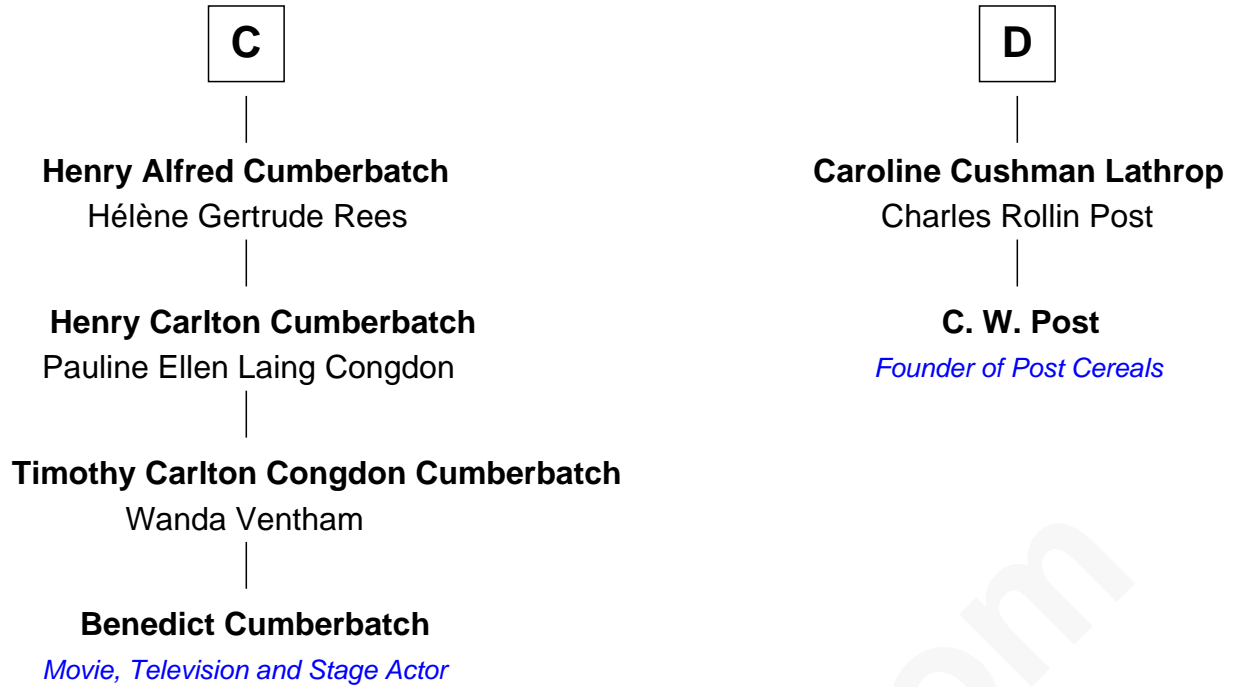 C
Henry Alfred Cumberbatch
Hélène Gertrude Rees
Henry Carlton Cumberbatch
Pauline Ellen Laing Congdon
Timothy Carlton Congdon Cumberbatch
Wanda Ventham
Benedict Cumberbatch
Movie, Television and Stage Actor
D
Caroline Cushman Lathrop
Charles Rollin Post
C. W. Post
Founder of Post Cereals
om